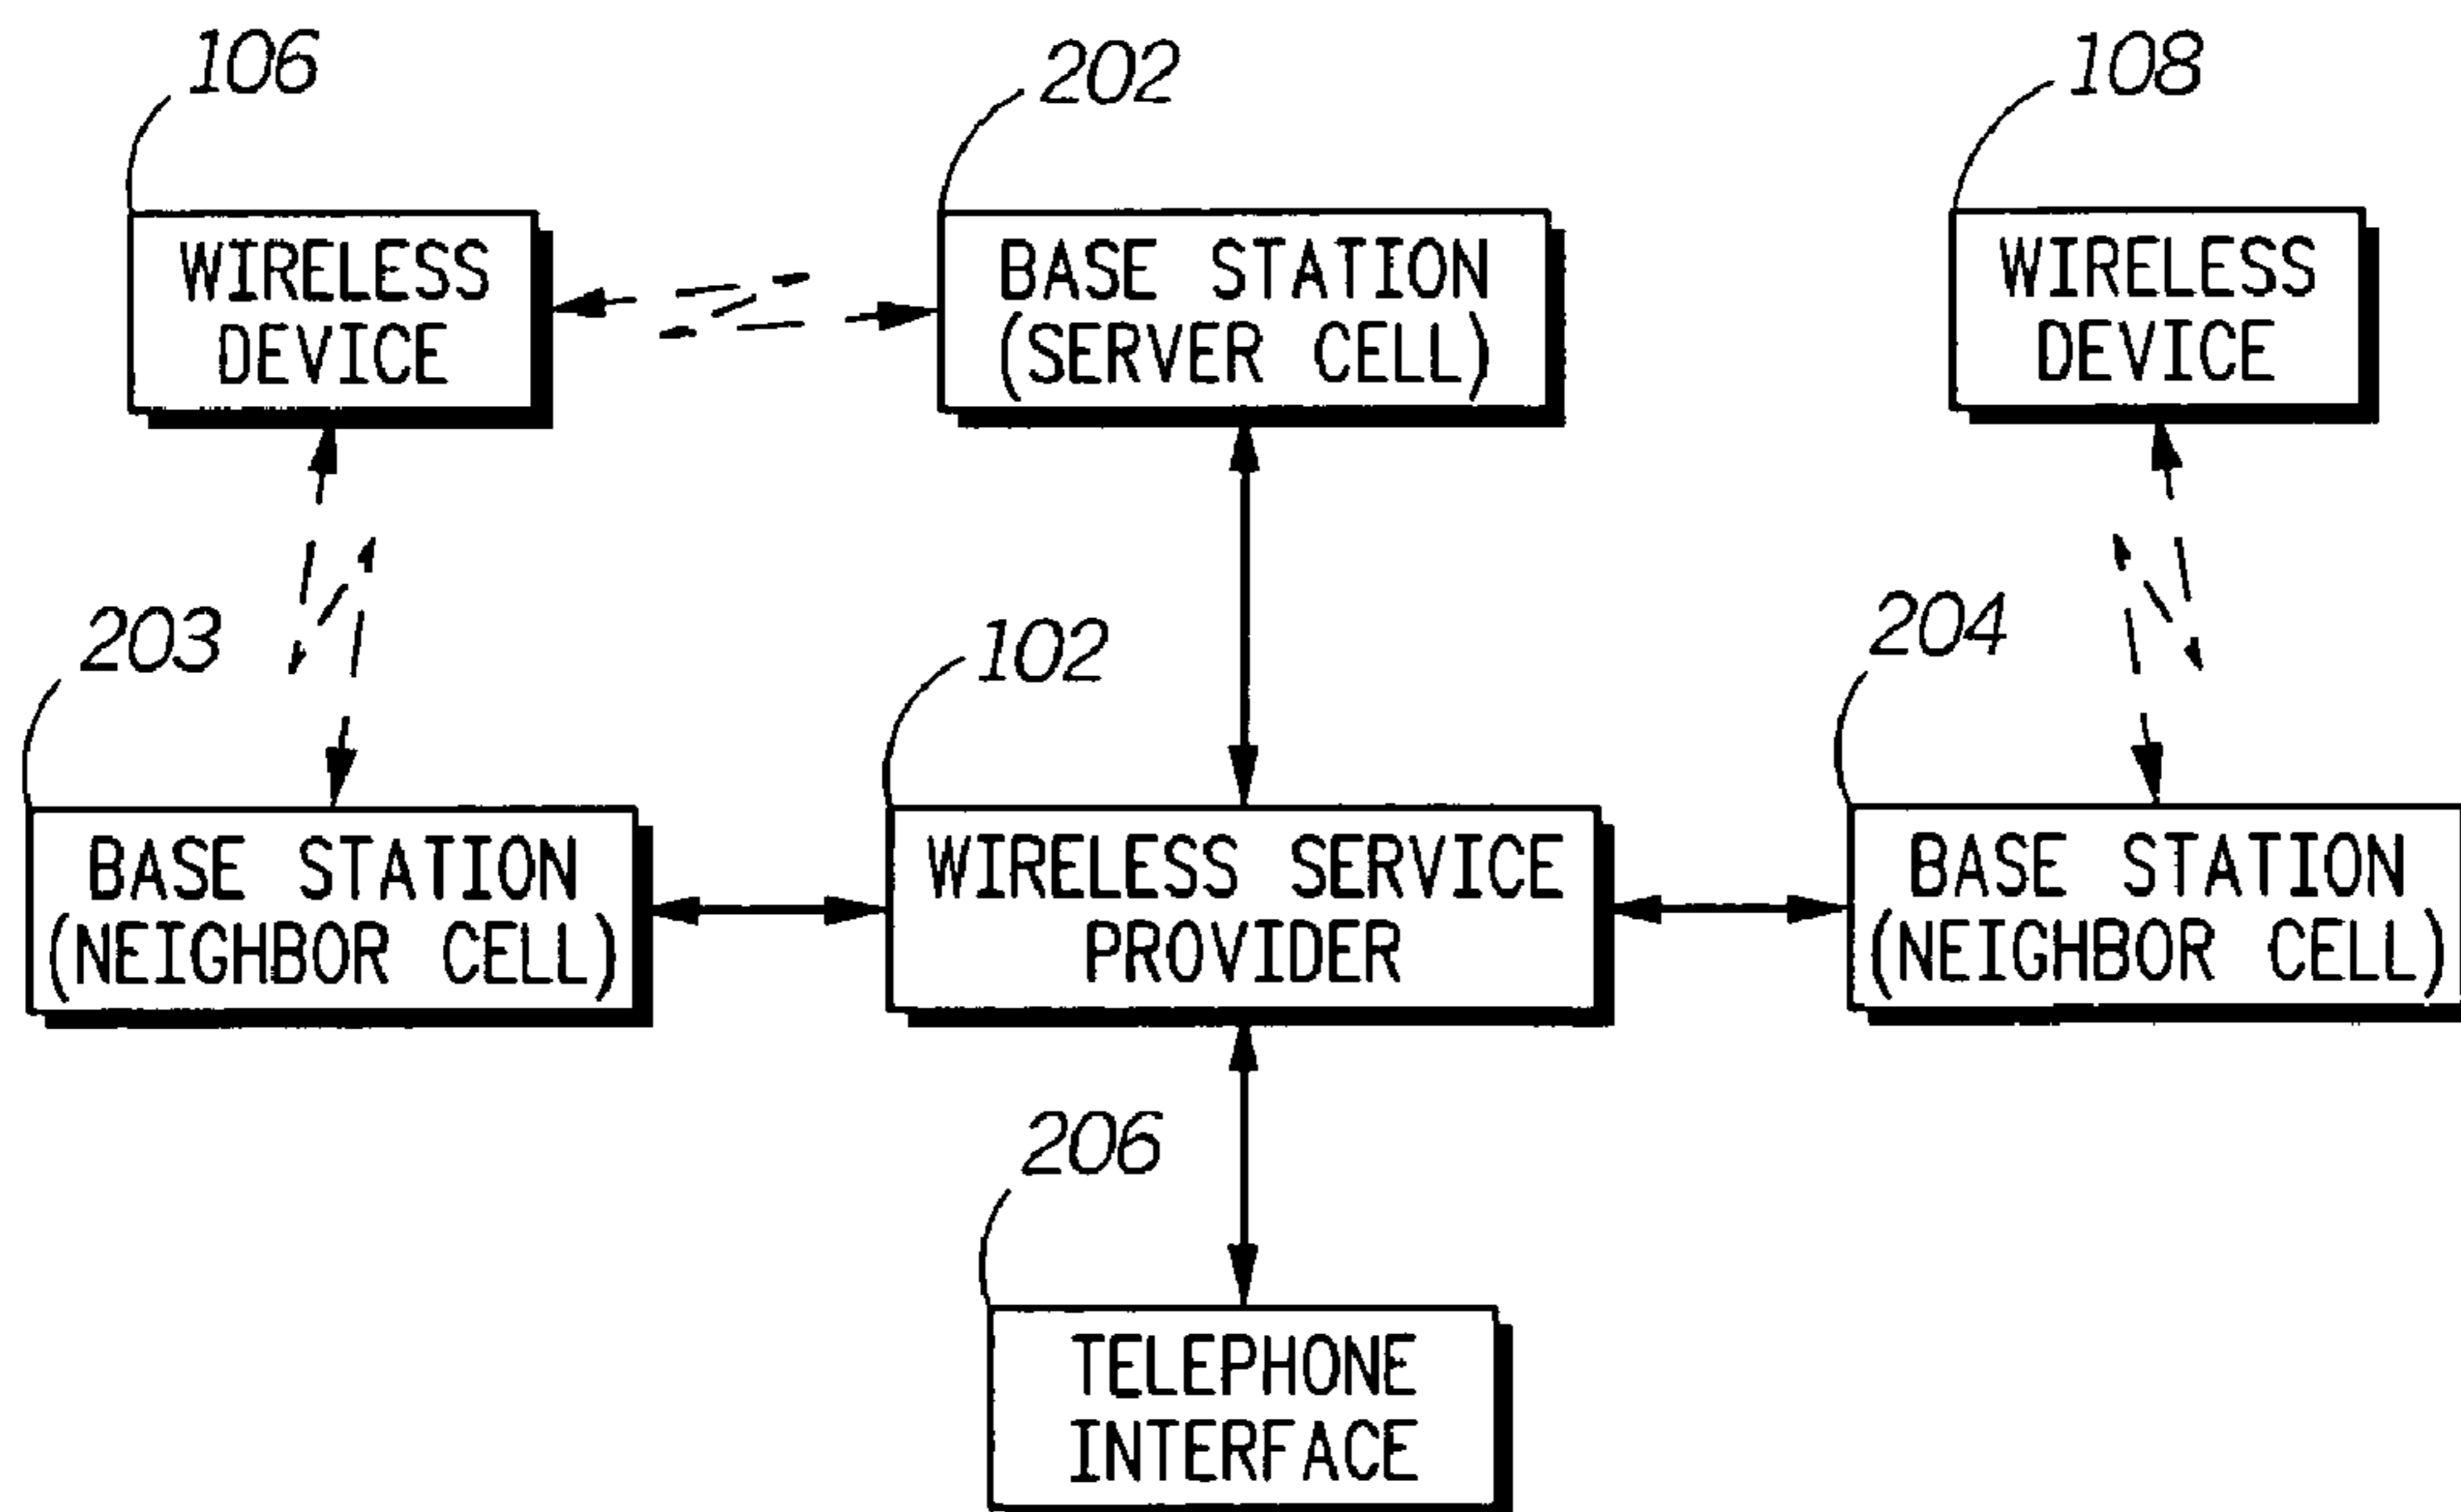 106
202
108
WIRELESS
DEVICE
BASE STATION
(SERVER CELL)
WIRELESS
DEVICE
203
102
204
BASE STATION
(NEIGHBOR CELL)
WIRELESS SERVICE
PROVIDER
BASE STATION
(NEIGHBOR CELL)
206
TELEPHONE
INTERFACE